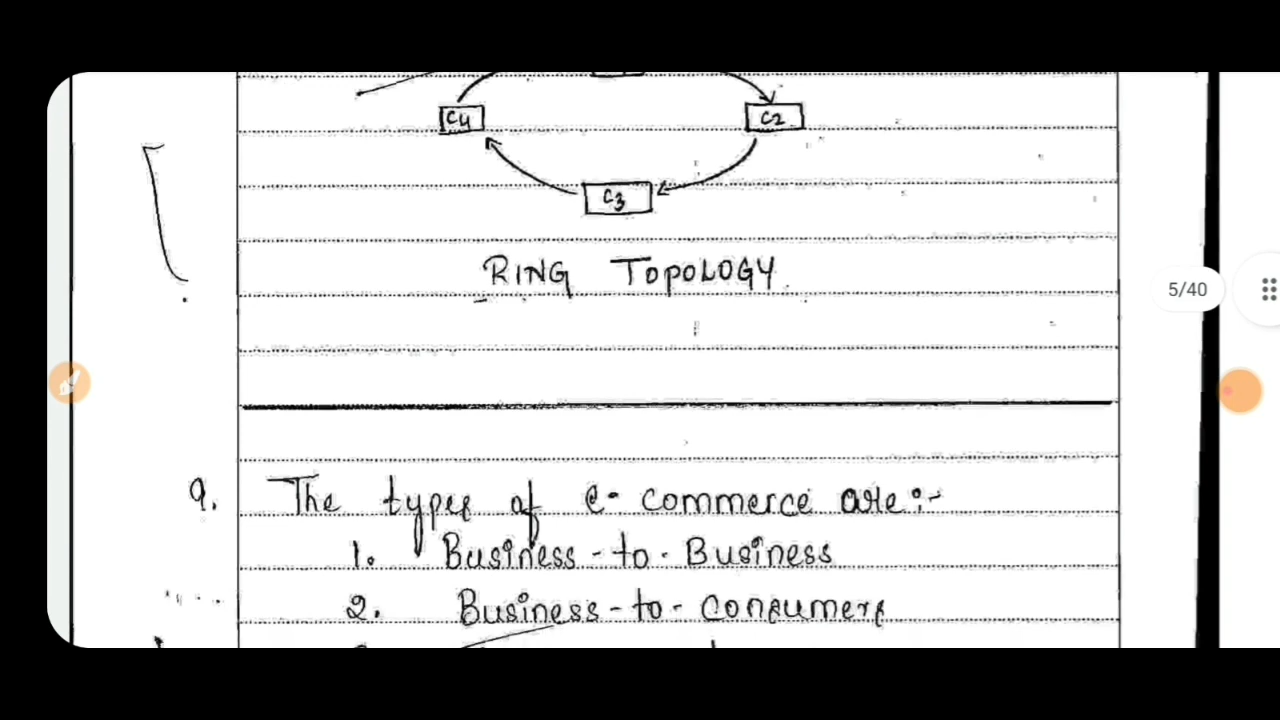 C4
C2
C3
RING TOPOLOGY
5/40
9. The types of e-commerce are:-
1. Business-to-Business
2. Business-to-Consumers